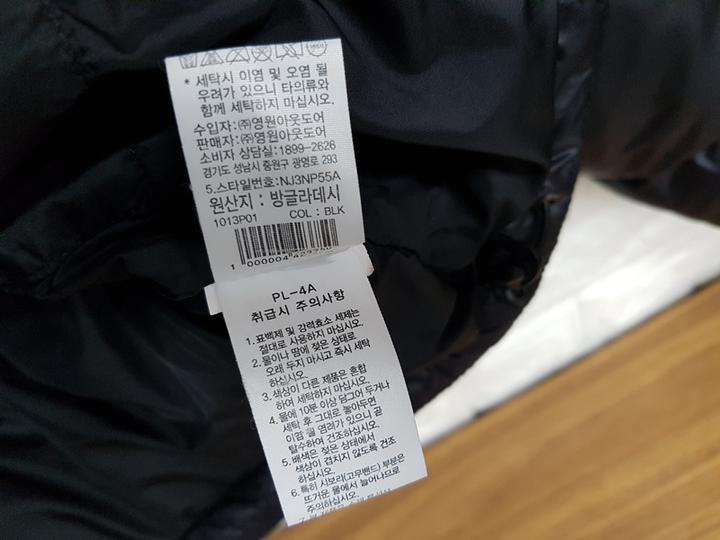 * 세탁시 이염 및 오염 될
우려가 있으니 타의류와
함께 세탁하지 마십시오.
수입자:㈜영원아웃도어
판매자:㈜영원아웃도어
소비자 상담실:1899-2626
경기도 성남시 중원구 광명로 293
5.스타일번호:NJ3NP55A
원산지 : 방글라데시
1013P01 COL : BLK
PL-4A
취급시 주의사항
1. 표백제 및 강력효소 세제는
절대로 사용하지 마십시오.
2. 물이나 땀에 젖은 상태로
오래 두지 마시고 즉시 세탁
하십시오.
3. 색상이 다른 제품은 혼합
하여 세탁하지 마십시오.
4. 물에 10분 이상 담그어 두거나
세탁 후 그대로 놓아두면
이염 될 염려가 있으니 곧
탈수하여 건조하십시오.
5. 배색은 젖은 상태에서
색상이 겹치지 않도록 건조
하십시오.
6. 특히 시보리(고무밴드) 부분은
뜨거운 물에서 늘어나므로
주의하십시오.